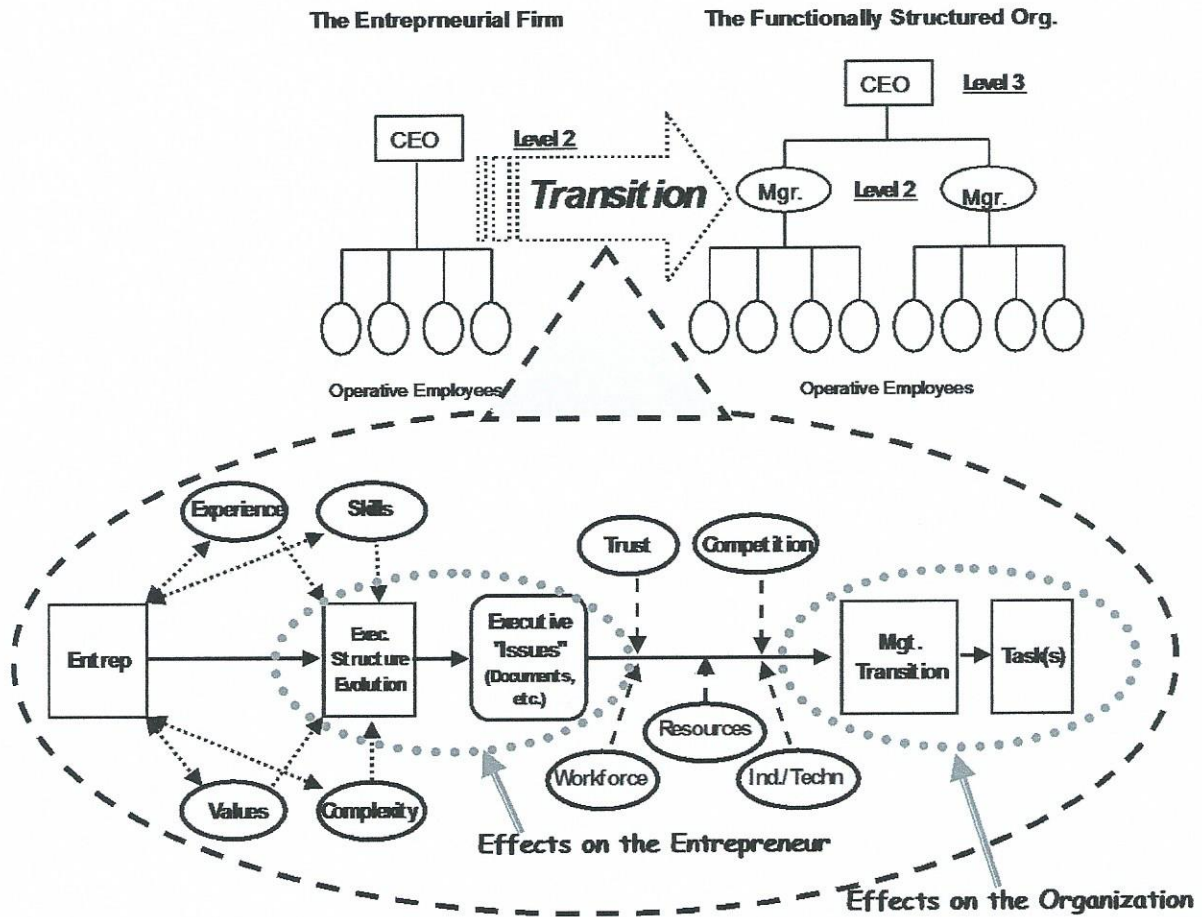 The Entreprneurial Firm
The Functionally Structured Org.
CEO
Level 2
Transition
CEO
Level 3
Mgr.
Level 2
Mgr.
Operative Employees
Operative Employees
Experience
Skills
Trust
Competition
Entrep
Exec.
Structure
Evolution
Executive
"Issues"
(Documents,
etc.)
Mgt.
Transition
Task(s)
Values
Complexity
Workforce
Resources
Ind./Techn
Effects on the Entrepreneur
Effects on the Organization